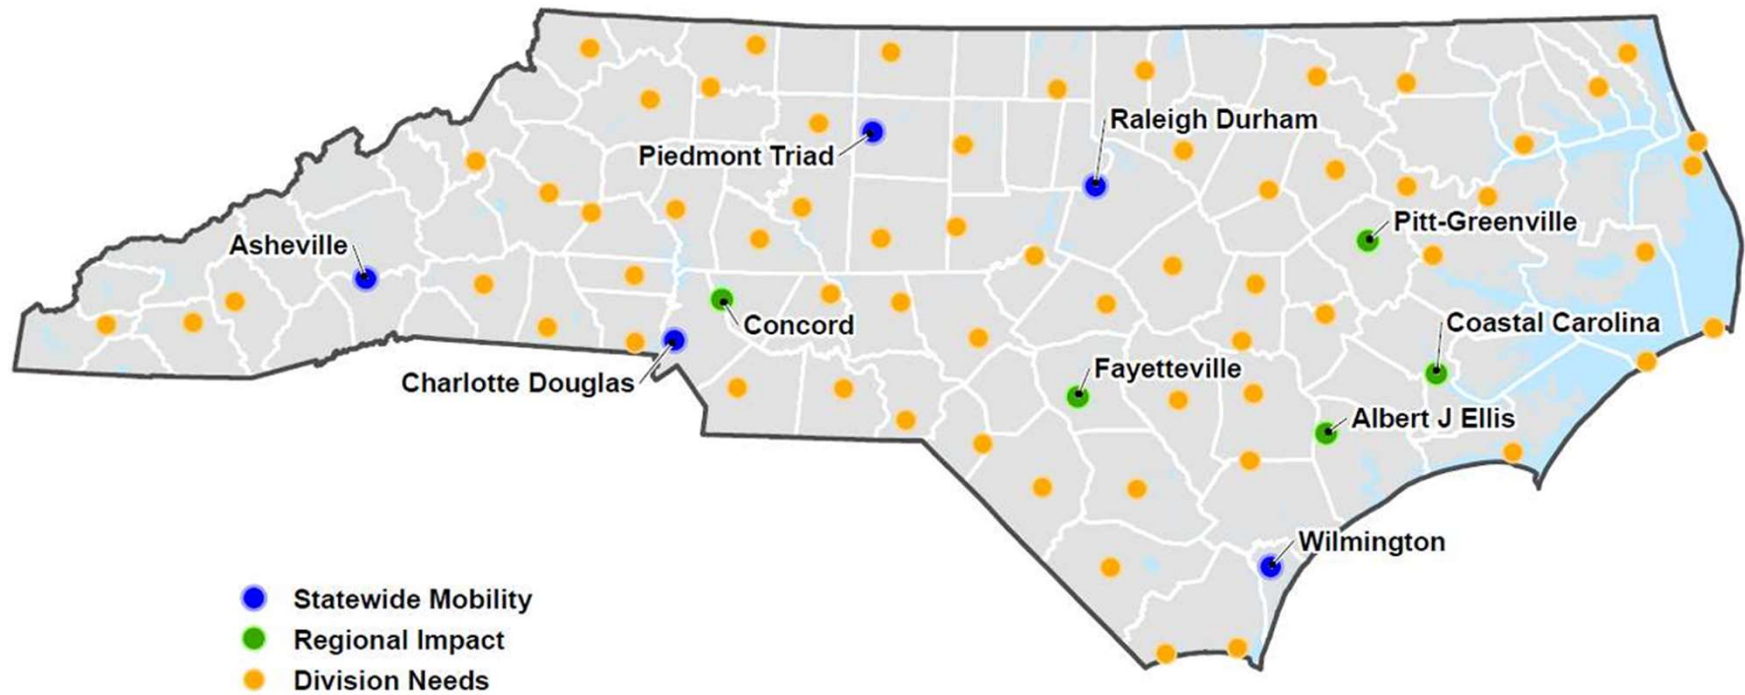 Raleigh Durham
Piedmont Triad
Pitt-Greenville
Asheville
Concord
Coastal Carolina
Charlotte Douglas
Fayetteville
Albert J Ellis
Wilmington
Statewide Mobility
Regional Impact
Division Needs